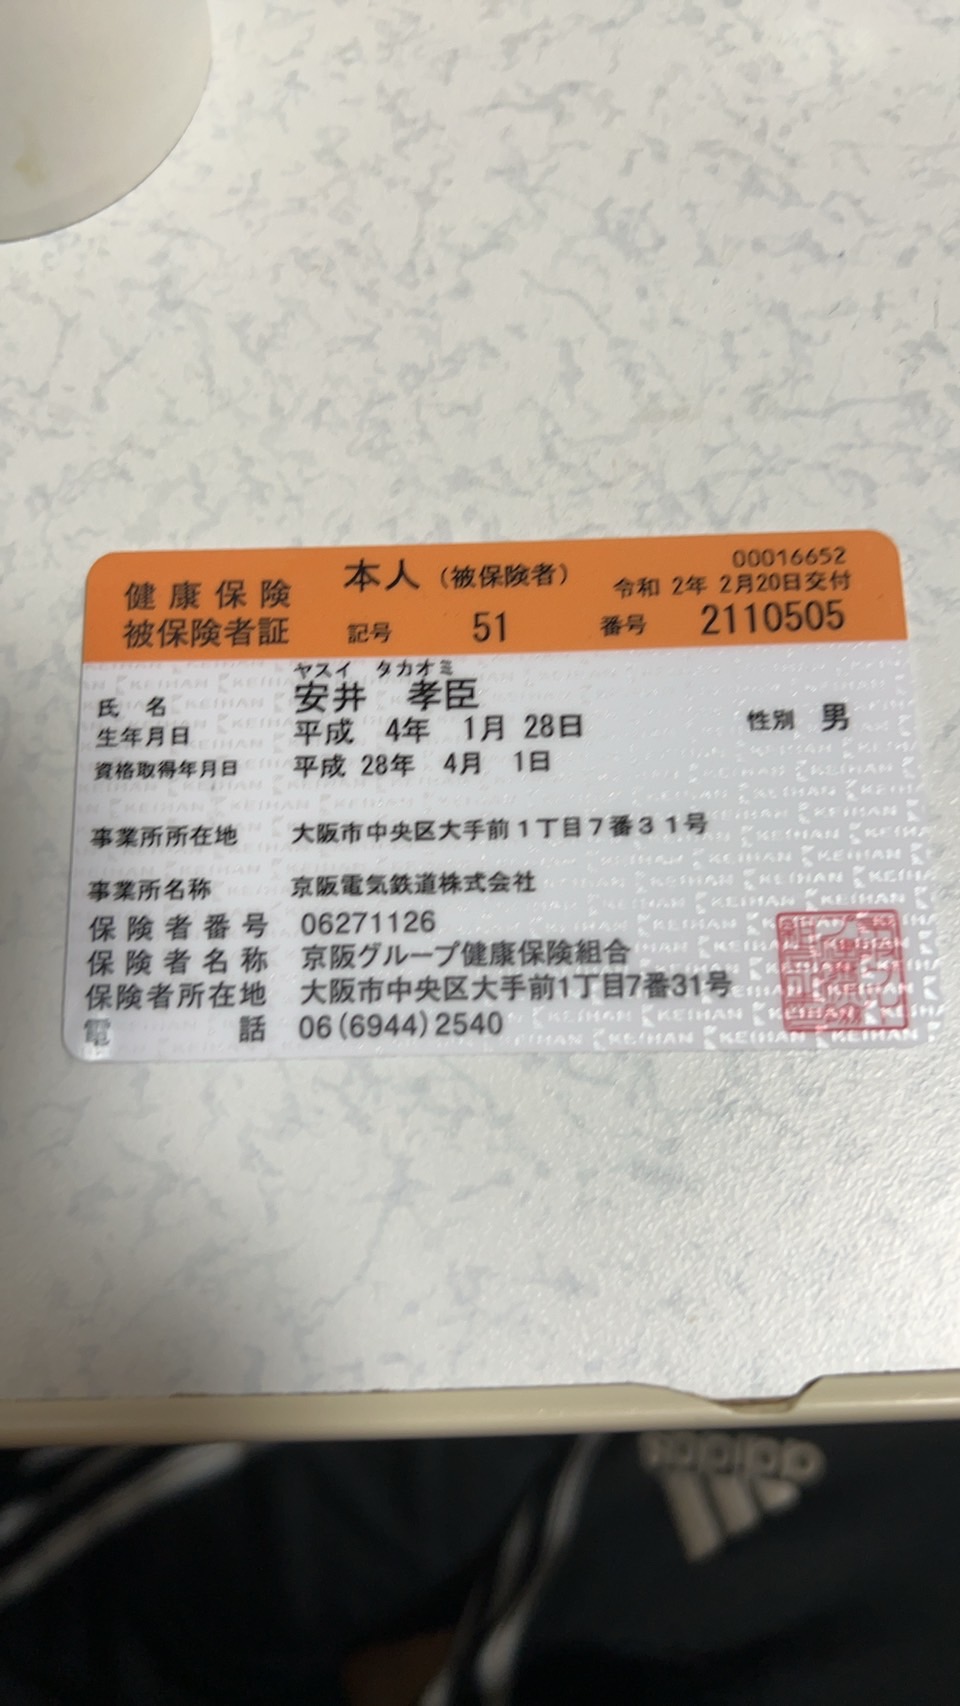 00016652
健康保険 本人(被保険者) 令和 2年 2月20日交付
被保険者証 記号 51 番号 2110505
ヤスイ タカオミ
氏 名 安井 孝臣
生年月日 平成 4年 1月 28日 性別 男
資格取得年月日 平成 28年 4月 1日
事業所所在地 大阪市中央区大手前1丁目7番31号
事業所名称 京阪電気鉄道株式会社
保険者番号 06271126
保険者名称 京阪グループ健康保険組合
保険者所在地 大阪市中央区大手前1丁目7番31号
電 話 06(6944)2540
KEIHAN
adidas